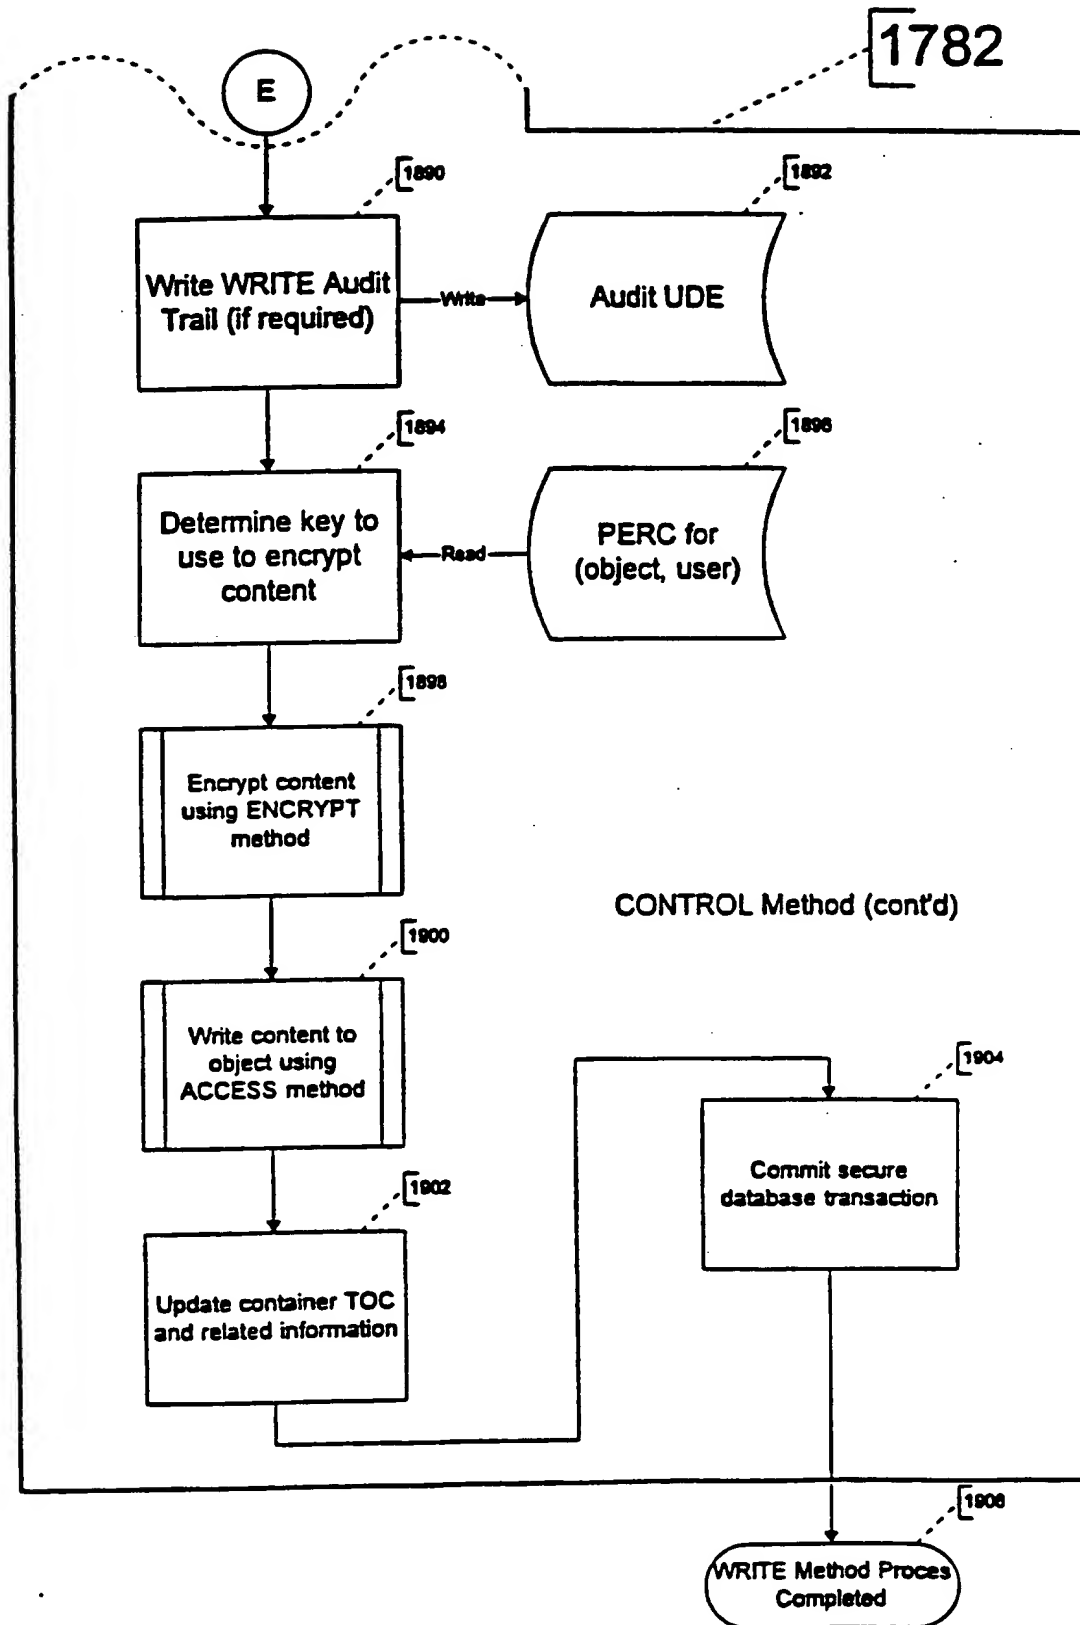 1782
E
1890
1892
Write WRITE Audit
Trail (if required)
Write
Audit UDE
1894
1896
Determine key to
use to encrypt
content
Read
PERC for
(object, user)
1898
Encrypt content
using ENCRYPT
method
CONTROL Method (cont'd)
1900
Write content to
object using
ACCESS method
1904
Commit secure
database transaction
1902
Update container TOC
and related information
1906
WRITE Method Proces
Completed